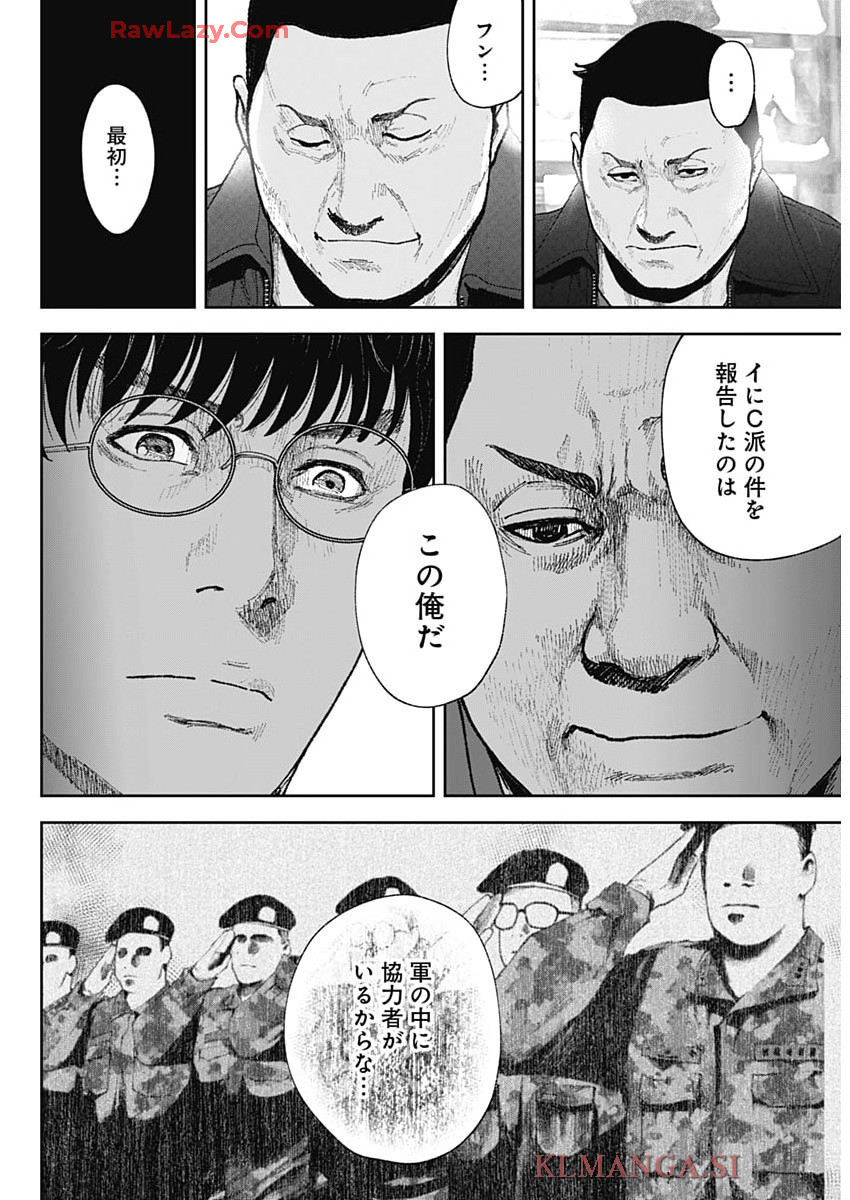 RawLazy.Com
…
フン…
最初…
イにC派の件を
報告したのは
この俺だ
軍の中に
協力者が
いるからな…
KLMANGA.SI